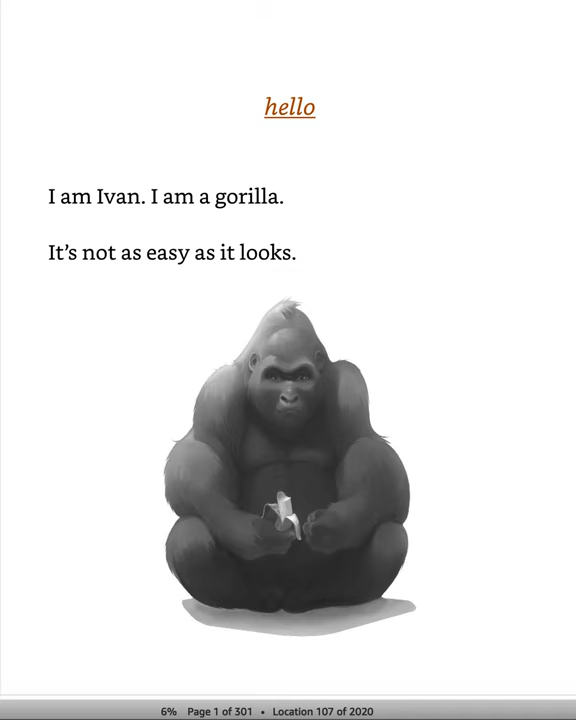 hello
I am Ivan. I am a gorilla.
It’s not as easy as it looks.
6% Page 1 of 301 • Location 107 of 2020